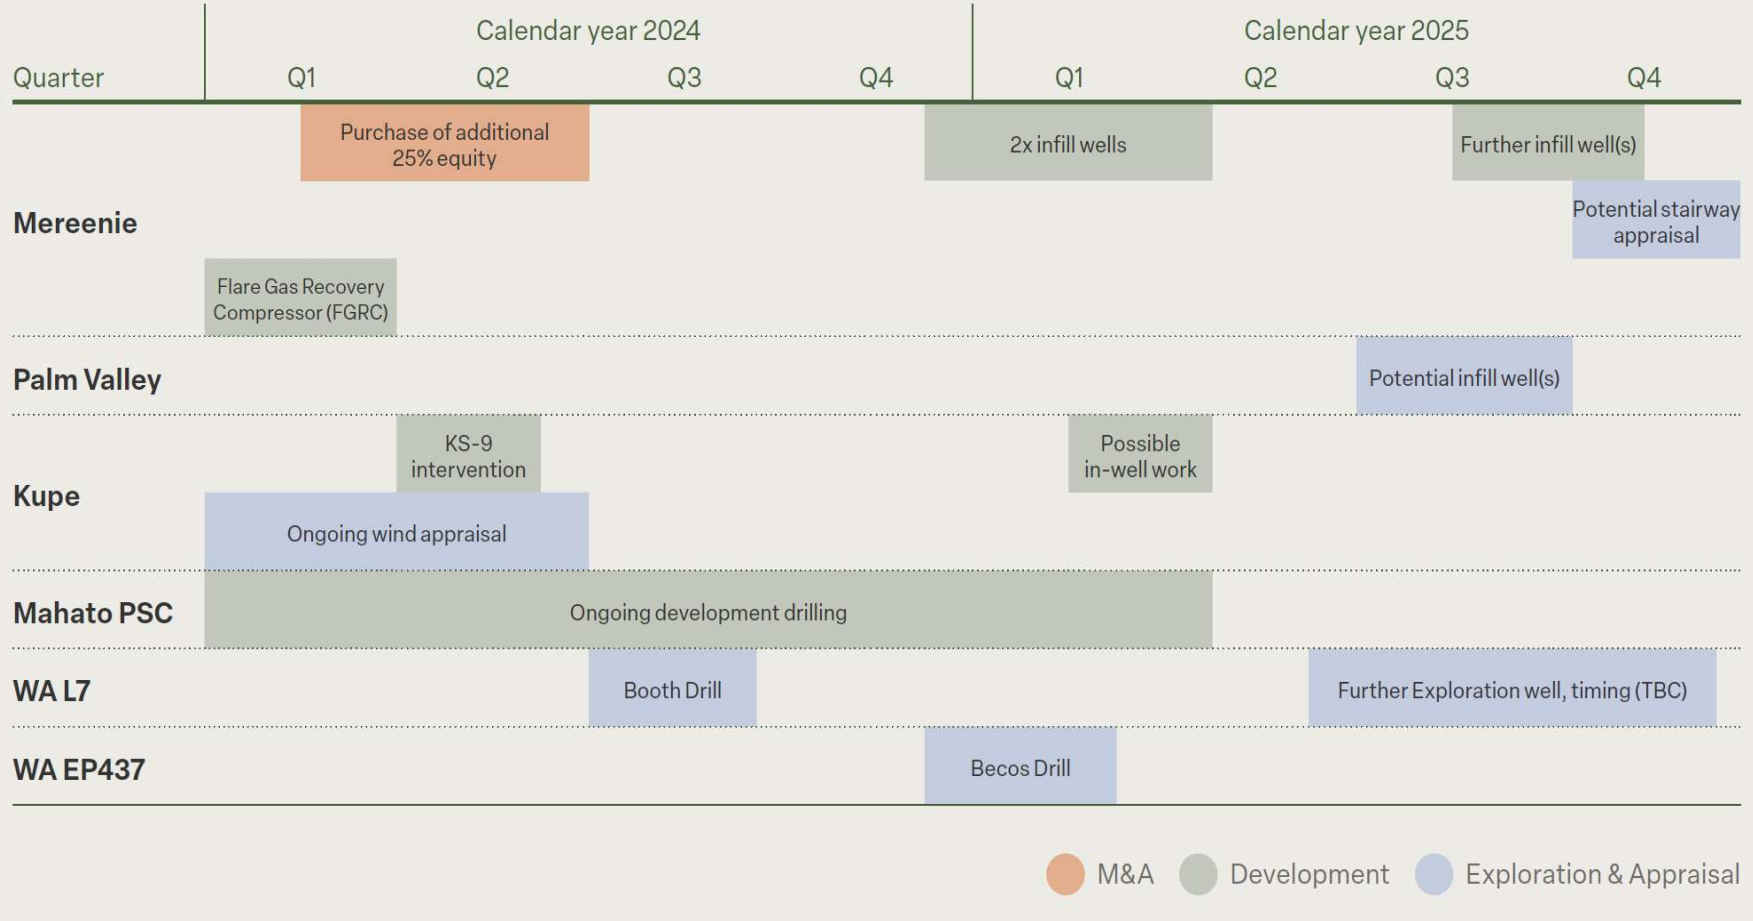 Calendar year 2024
Calendar year 2025
Quarter Q1 Q2 Q3 Q4 Q1 Q2 Q3 Q4
Mereenie
Purchase of additional
25% equity
2x infill wells
Further infill well(s)
Potential stairway
appraisal
Flare Gas Recovery
Compressor (FGRC)
Palm Valley
Potential infill well(s)
Kupe
KS-9
intervention
Possible
in-well work
Ongoing wind appraisal
Mahato PSC
Ongoing development drilling
WA L7
Booth Drill
Further Exploration well, timing (TBC)
WA EP437
Becos Drill
M&A
Development
Exploration & Appraisal